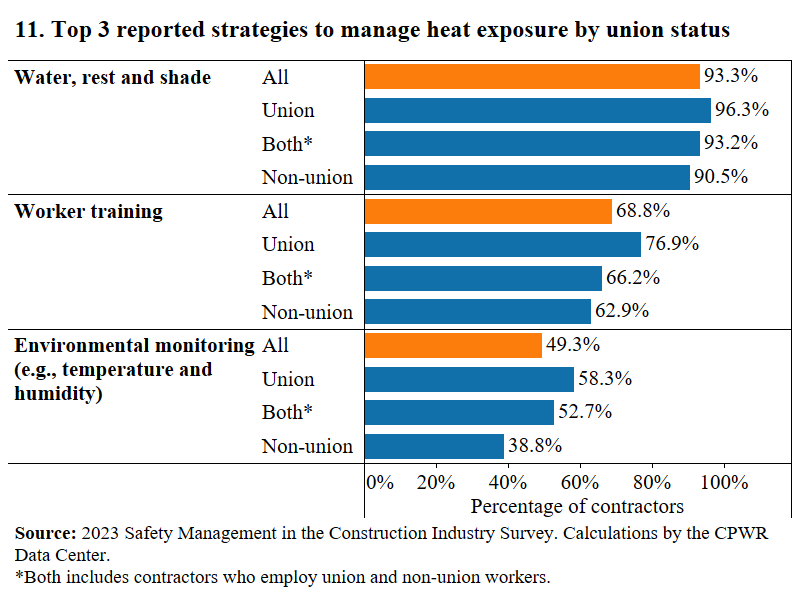 11. Top 3 reported strategies to manage heat exposure by union status
Water, rest and shade All 93.3%
Union 96.3%
Both* 93.2%
Non-union 90.5%
Worker training All 68.8%
Union 76.9%
Both* 66.2%
Non-union 62.9%
Environmental monitoring All 49.3%
(e.g., temperature and
humidity)
Union 58.3%
Both* 52.7%
Non-union 38.8%
0% 20% 40% 60% 80% 100%
Percentage of contractors
Source: 2023 Safety Management in the Construction Industry Survey. Calculations by the CPWR
Data Center.
*Both includes contractors who employ union and non-union workers.